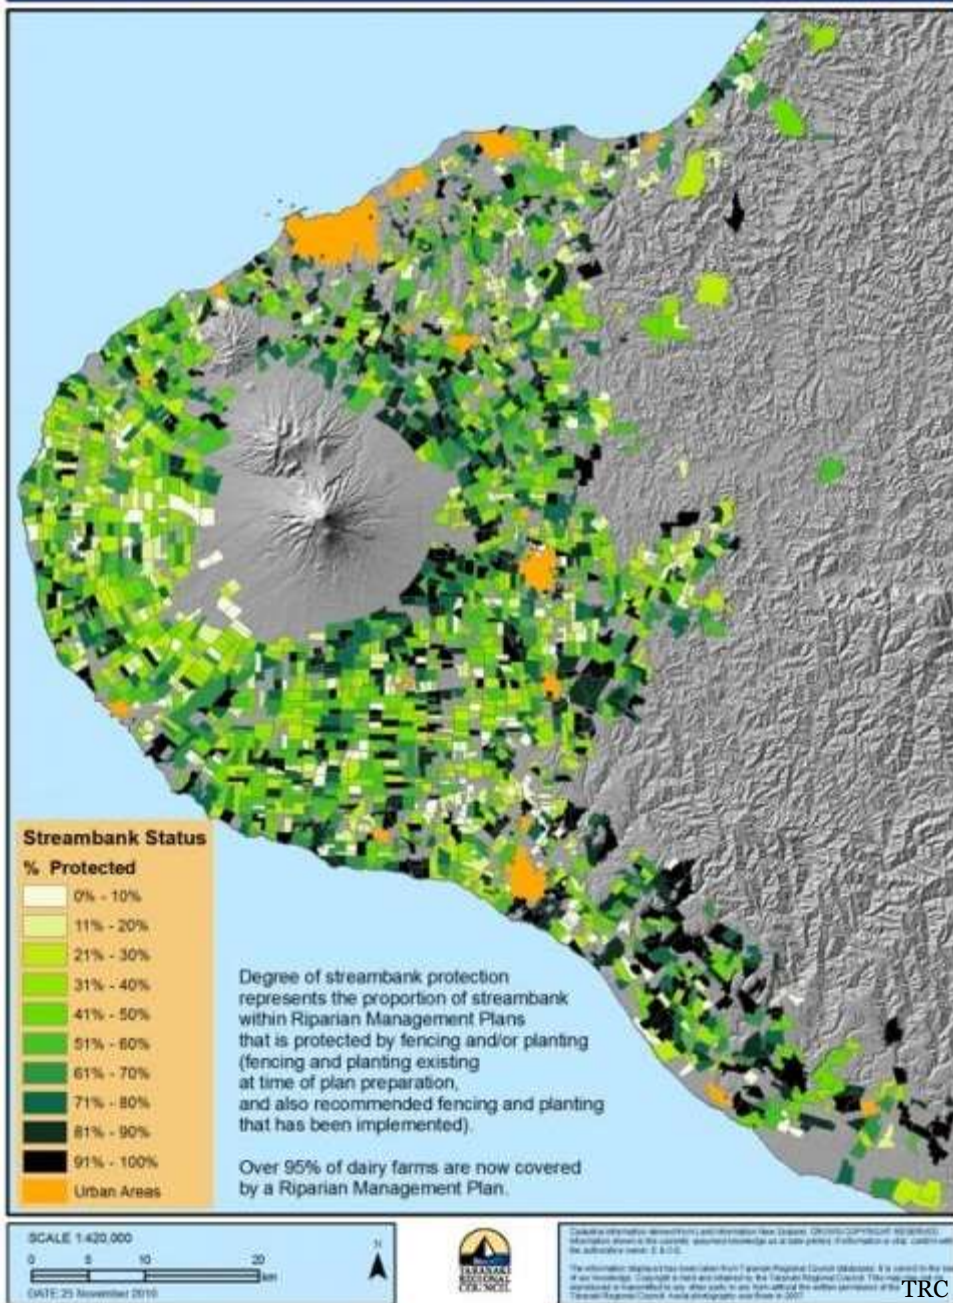 Streambank Status
% Protected
0% - 10%
11% - 20%
21% - 30%
31% - 40%
41% - 50%
51% - 60%
61% - 70%
71% - 80%
81% - 90%
91% - 100%
Urban Areas
Degree of streambank protection
represents the proportion of streambank
within Riparian Management Plans
that is protected by fencing and/or planting
(fencing and planting existing
at time of plan preparation,
and also recommended fencing and planting
that has been implemented).
Over 95% of dairy farms are now covered
by a Riparian Management Plan.
SCALE 1:420,000
0 5 10 20
km
DATE: 25 November 2010
N
TARANAKI
REGIONAL
COUNCIL
TRC